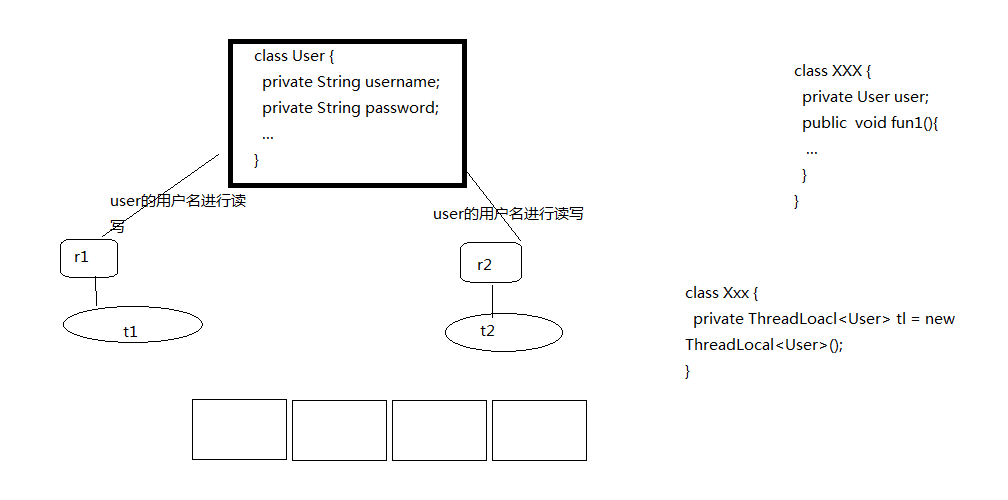 class User {
private String username;
private String password;
...
}
user的用户名进行读
写
user的用户名进行读写
r1
r2
t1
t2
class XXX {
private User user;
public void fun1(){
...
}
}
class Xxx {
private ThreadLoacl<User> tl = new
ThreadLocal<User>();
}